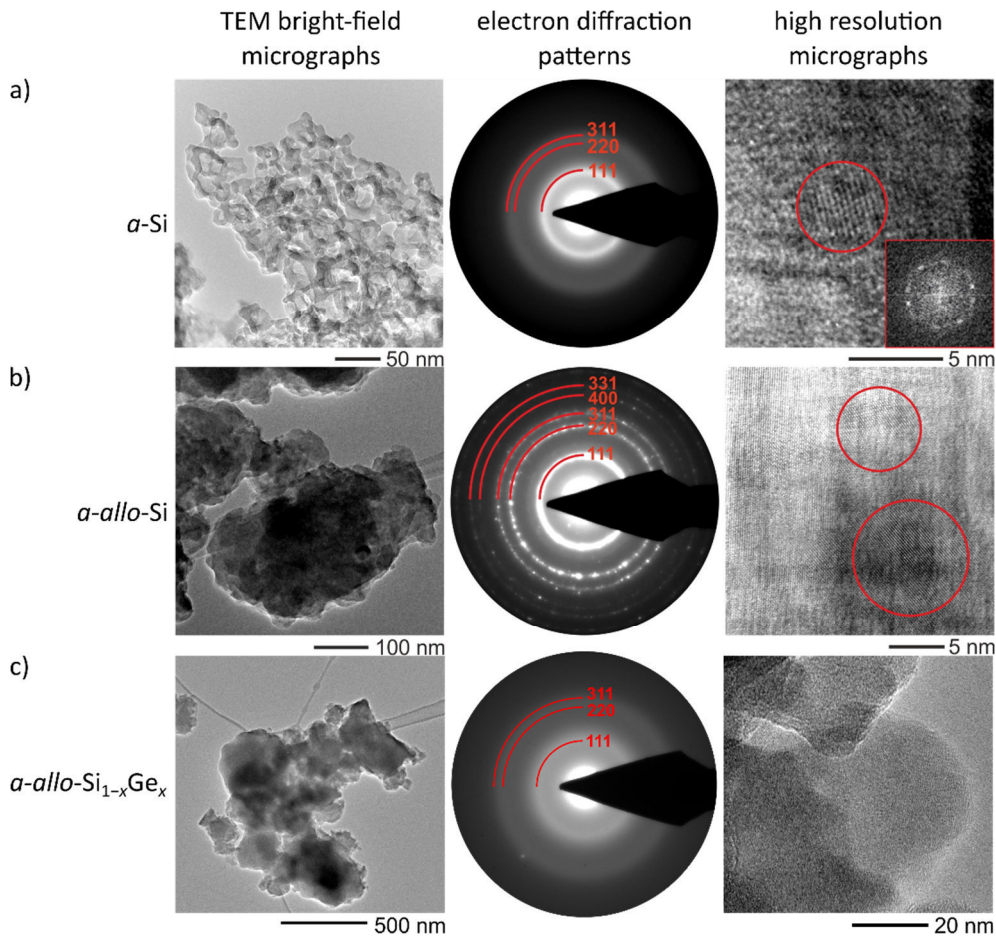 TEM bright-field
micrographs
electron diffraction
patterns
high resolution
micrographs
a)
a-Si
311
220
111
50 nm
5 nm
b)
a-allo-Si
331
400
311
220
111
100 nm
5 nm
c)
a-allo-Si₁₋ₓGeₓ
311
220
111
500 nm
20 nm